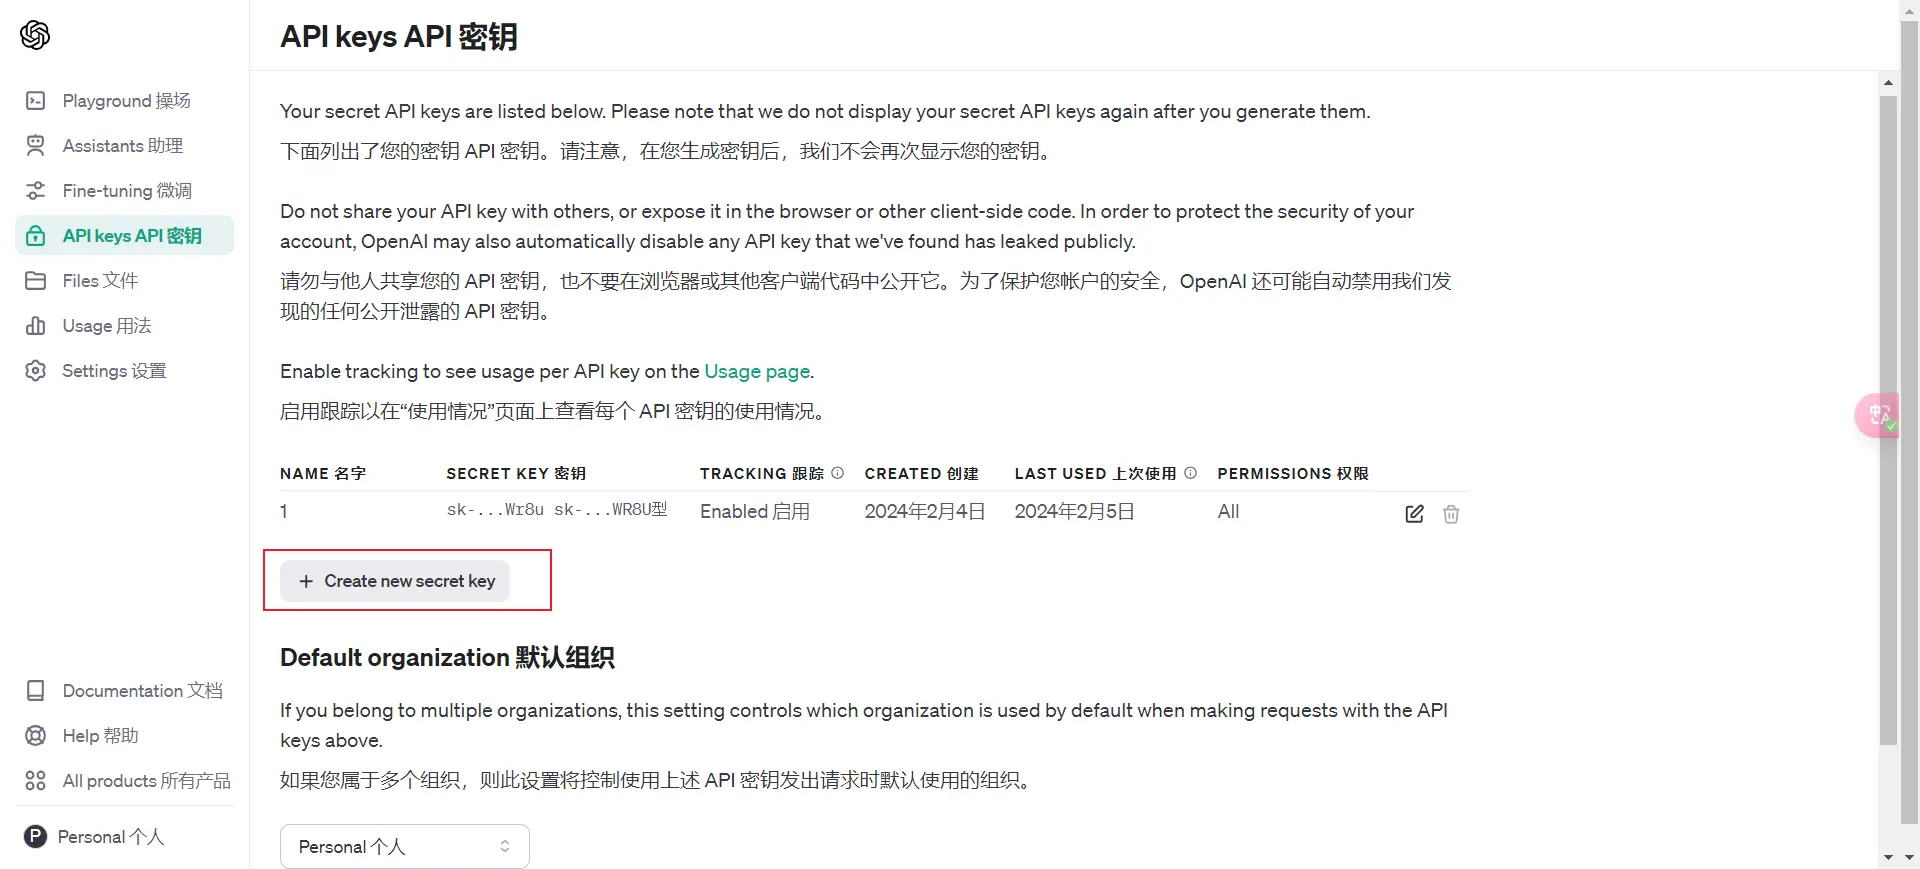 API keys API 密钥
Playground 操场
Assistants 助理
Fine-tuning 微调
API keys API 密钥
Files 文件
Usage 用法
Settings 设置
Documentation 文档
Help 帮助
All products 所有产品
P Personal 个人
Your secret API keys are listed below. Please note that we do not display your secret API keys again after you generate them.
下面列出了您的密钥 API 密钥。请注意，在您生成密钥后，我们不会再次显示您的密钥。
Do not share your API key with others, or expose it in the browser or other client-side code. In order to protect the security of your
account, OpenAI may also automatically disable any API key that we've found has leaked publicly.
请勿与他人共享您的 API 密钥，也不要在浏览器或其他客户端代码中公开它。为了保护您帐户的安全，OpenAI 还可能自动禁用我们发
现的任何公开泄露的 API 密钥。
Enable tracking to see usage per API key on the Usage page.
启用跟踪以在“使用情况”页面上查看每个 API 密钥的使用情况。
NAME 名字 SECRET KEY 密钥 TRACKING 跟踪 CREATED 创建 LAST USED 上次使用 PERMISSIONS 权限
1 sk-...Wr8u sk-...WR8U型 Enabled 启用 2024年2月4日 2024年2月5日 All
+ Create new secret key
Default organization 默认组织
If you belong to multiple organizations, this setting controls which organization is used by default when making requests with the API
keys above.
如果您属于多个组织，则此设置将控制使用上述 API 密钥发出请求时默认使用的组织。
Personal 个人
中 A